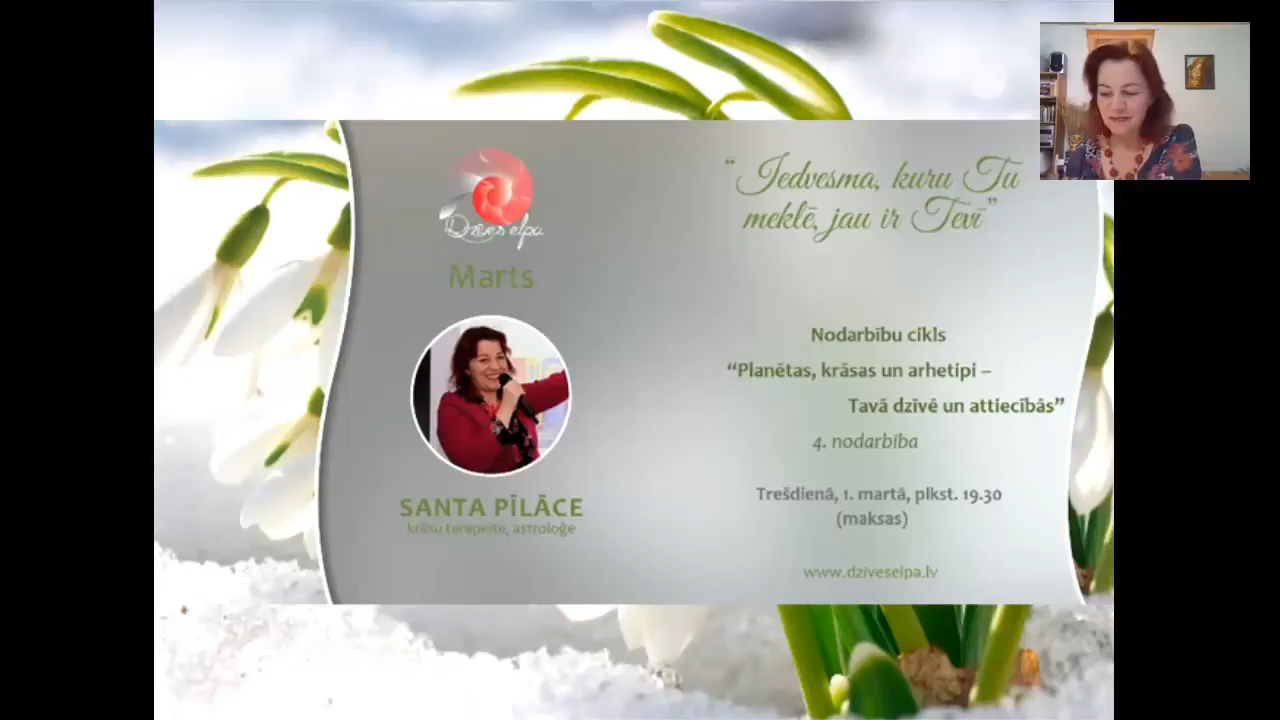 Dzīves elpa
Marts
SANTA PĪLĀCE
krāsu terapeite, astroloģe
“Iedvesma, kuru Tu
meklē, jau ir Tevī”
Nodarbību cikls
“Planētas, krāsas un arhetipi –
Tavā dzīvē un attiecībās”
4. nodarbība
Trešdienā, 1. martā, plkst. 19.30
(maksas)
www.dziveselpa.lv